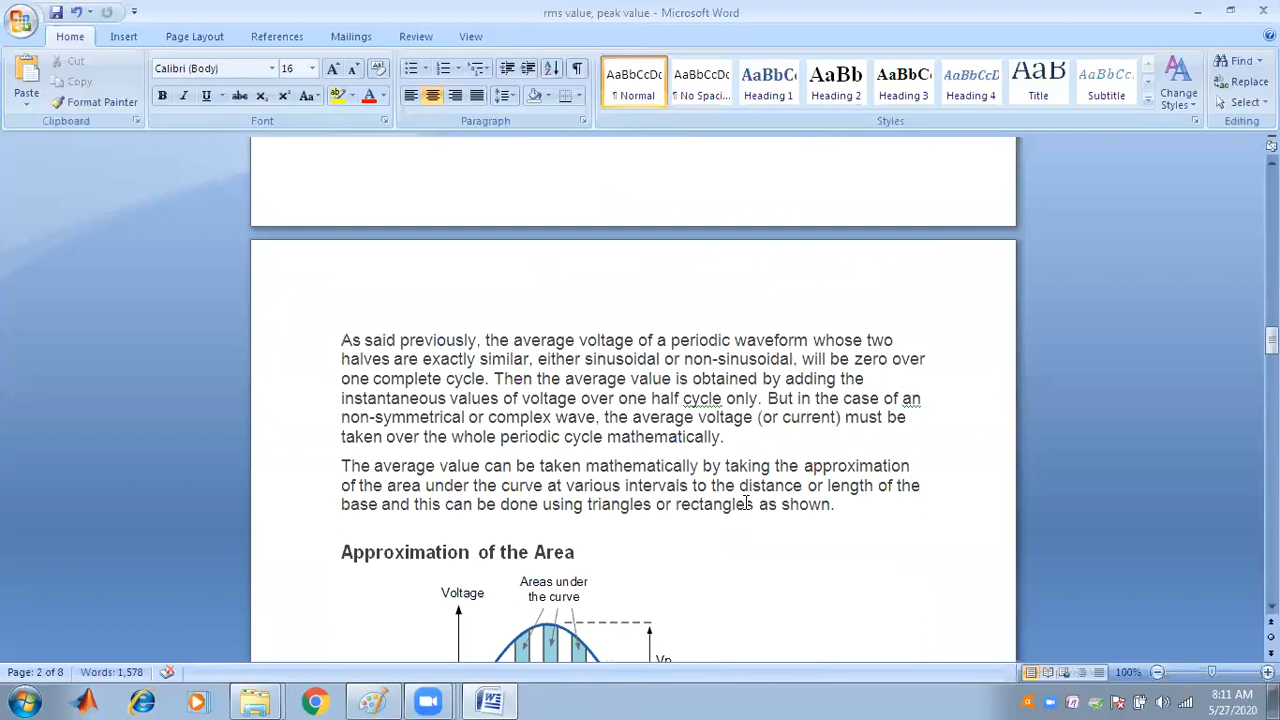 rms value, peak value - Microsoft Word
Home Insert Page Layout References Mailings Review View
Paste
Cut
Copy
Format Painter
Clipboard
Calibri (Body) 16
B I U abc x₂ x² Aa
Font
Paragraph
AaBbCcDc
¶ Normal
AaBbCcDc
¶ No Spaci...
AaBbC
Heading 1
AaBb
Heading 2
AaBbC
Heading 3
AaBbCcD
Heading 4
AaB
Title
AaBbCcD
Subtitle
Change
Styles
Styles
Find
Replace
Select
Editing
As said previously, the average voltage of a periodic waveform whose two
halves are exactly similar, either sinusoidal or non-sinusoidal, will be zero over
one complete cycle. Then the average value is obtained by adding the
instantaneous values of voltage over one half cycle only. But in the case of an
non-symmetrical or complex wave, the average voltage (or current) must be
taken over the whole periodic cycle mathematically.
The average value can be taken mathematically by taking the approximation
of the area under the curve at various intervals to the distance or length of the
base and this can be done using triangles or rectangles as shown.
Approximation of the Area
Voltage
Areas under
the curve
Vp
Page: 2 of 8 Words: 1,578 100%
8:11 AM
5/27/2020